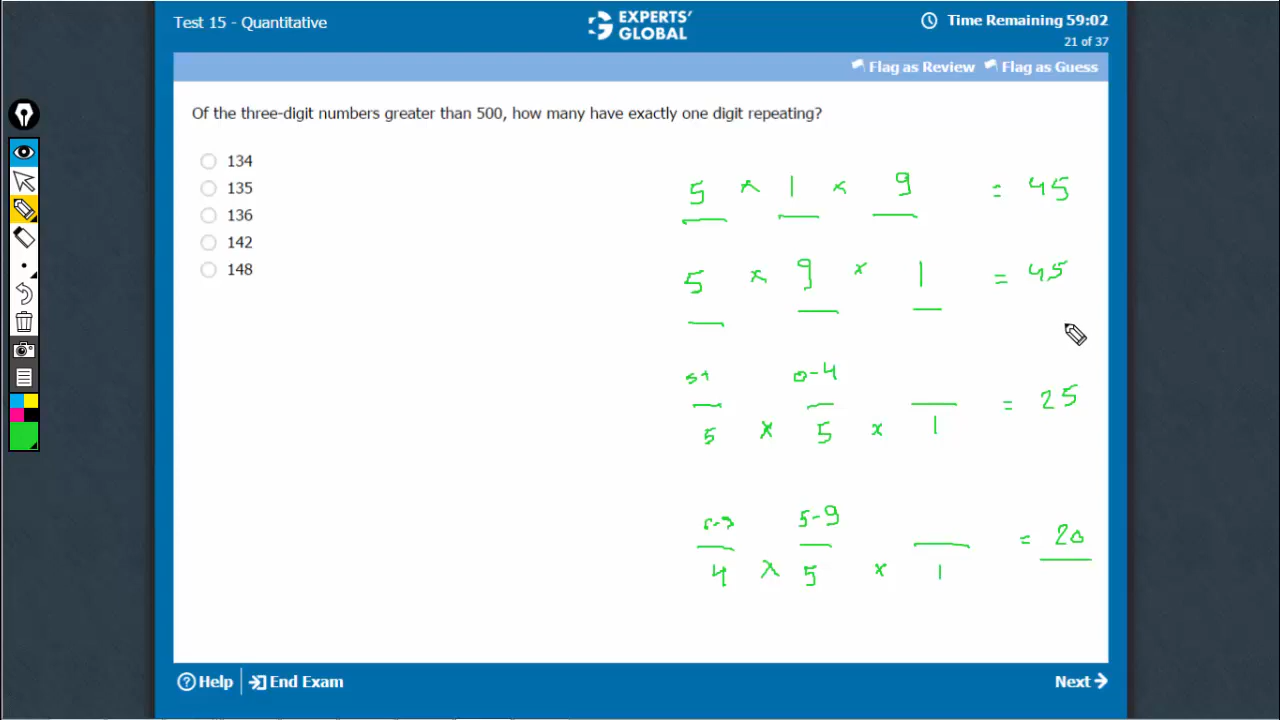 Test 15 - Quantitative
EXPERTS'
GLOBAL
Time Remaining 59:02
21 of 37
Flag as Review
Flag as Guess
Of the three-digit numbers greater than 500, how many have exactly one digit repeating?
134
135
136
142
148
5 × 1 × 9 = 45
5 × 9 × 1 = 45
0-4
5 × 5 × 1 = 25
5-9
4 × 5 × 1 = 20
Help
End Exam
Next